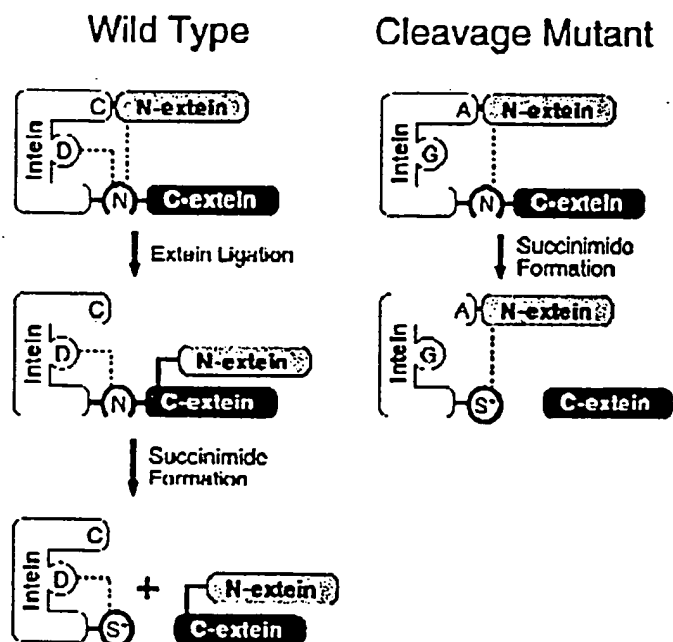 Wild Type
Cleavage Mutant
C
N-extein
Intein
D
N
C-extein
A
N-extein
Intein
G
N
C-extein
Extein Ligation
Succinimide
Formation
C
Intein
D
N-extein
N
C-extein
A
N-extein
Intein
G
S*
C-extein
Succinimide
Formation
C
Intein
D
S*
+
N-extein
C-extein